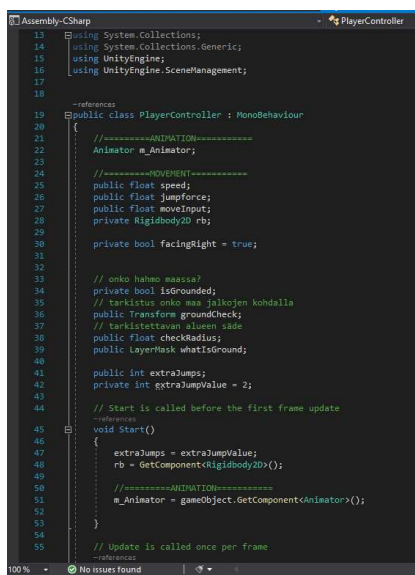 Assembly-CSharp
PlayerController
13 using System.Collections;
14 using System.Collections.Generic;
15 using UnityEngine;
16 using UnityEngine.SceneManagement;
17
18
-references
19 public class PlayerController : MonoBehaviour
20 {
21 //=========ANIMATION===========
22 Animator m_Animator;
23
24 //=========MOVEMENT===========
25 public float speed;
26 public float jumpforce;
27 public float moveInput;
28 private Rigidbody2D rb;
29
30 private bool facingRight = true;
31
32
33 // onko hahmo maassa?
34 private bool isGrounded;
35 // tarkistus onko maa jalkojen kohdalla
36 public Transform groundCheck;
37 // tarkistettavan alueen säde
38 public float checkRadius;
39 public LayerMask whatIsGround;
40
41 public int extraJumps;
42 private int extraJumpValue = 2;
43
44 // Start is called before the first frame update
-references
45 void Start()
46 {
47 extraJumps = extraJumpValue;
48 rb = GetComponent<Rigidbody2D>();
49
50 //=========ANIMATION===========
51 m_Animator = gameObject.GetComponent<Animator>();
52
53 }
54
55 // Update is called once per frame
-references
100 % No issues found